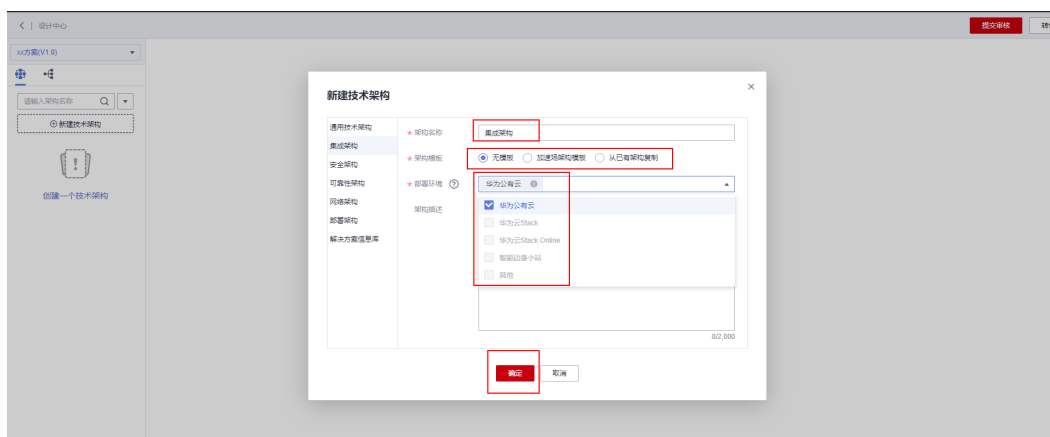 设计中心
提交审核
xx方案(V1.0)
请输入架构名称
新建技术架构
创建一个技术架构
新建技术架构
通用技术架构
集成架构
安全架构
可靠性架构
网络架构
部署架构
解决方案信息库
* 架构名称
集成架构
* 架构模板
无模板 加速场架构模板 从已有架构复制
* 部署环境
华为公有云
华为公有云
华为云Stack
华为云Stack Online
智能边缘小站
其他
架构描述
0/2,000
确定 取消